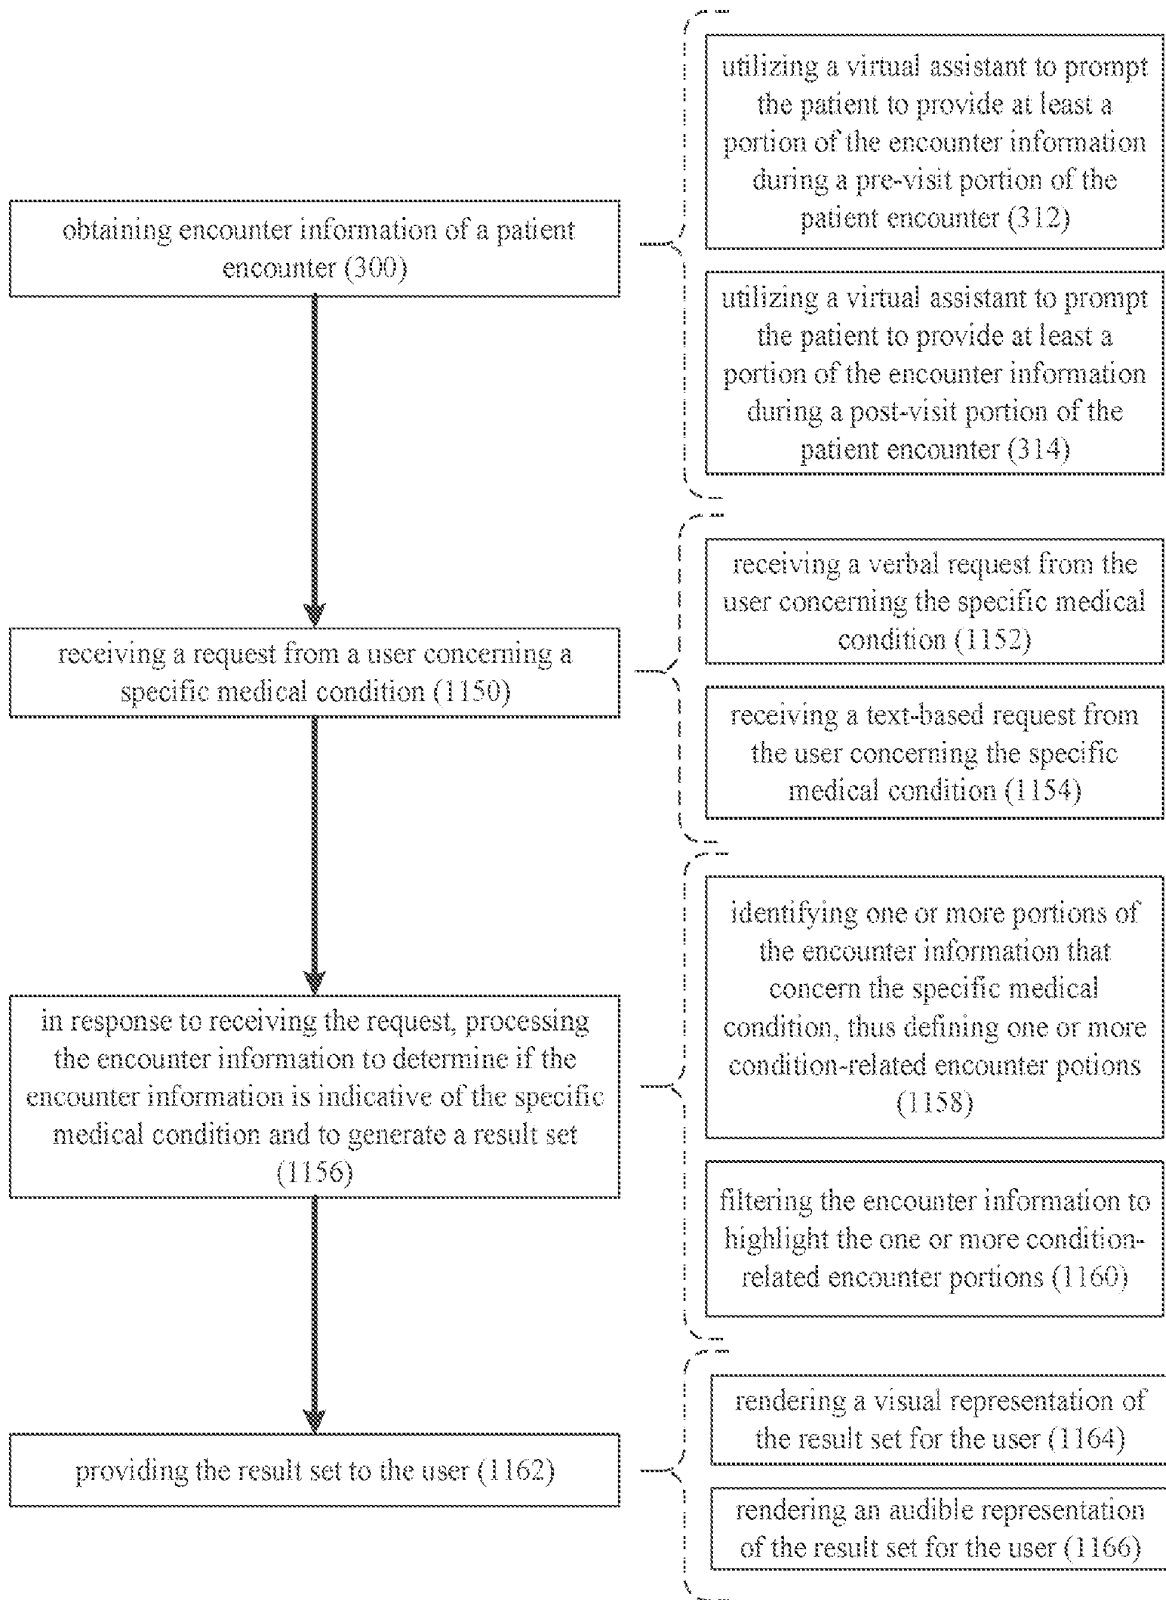 obtaining encounter information of a patient
encounter (300)
utilizing a virtual assistant to prompt
the patient to provide at least a
portion of the encounter information
during a pre-visit portion of the
patient encounter (312)
utilizing a virtual assistant to prompt
the patient to provide at least a
portion of the encounter information
during a post-visit portion of the
patient encounter (314)
receiving a request from a user concerning a
specific medical condition (1150)
receiving a verbal request from the
user concerning the specific medical
condition (1152)
receiving a text-based request from
the user concerning the specific
medical condition (1154)
in response to receiving the request, processing
the encounter information to determine if the
encounter information is indicative of the specific
medical condition and to generate a result set
(1156)
identifying one or more portions of
the encounter information that
concern the specific medical
condition, thus defining one or more
condition-related encounter potions
(1158)
filtering the encounter information to
highlight the one or more condition-
related encounter portions (1160)
providing the result set to the user (1162)
rendering a visual representation of
the result set for the user (1164)
rendering an audible representation
of the result set for the user (1166)